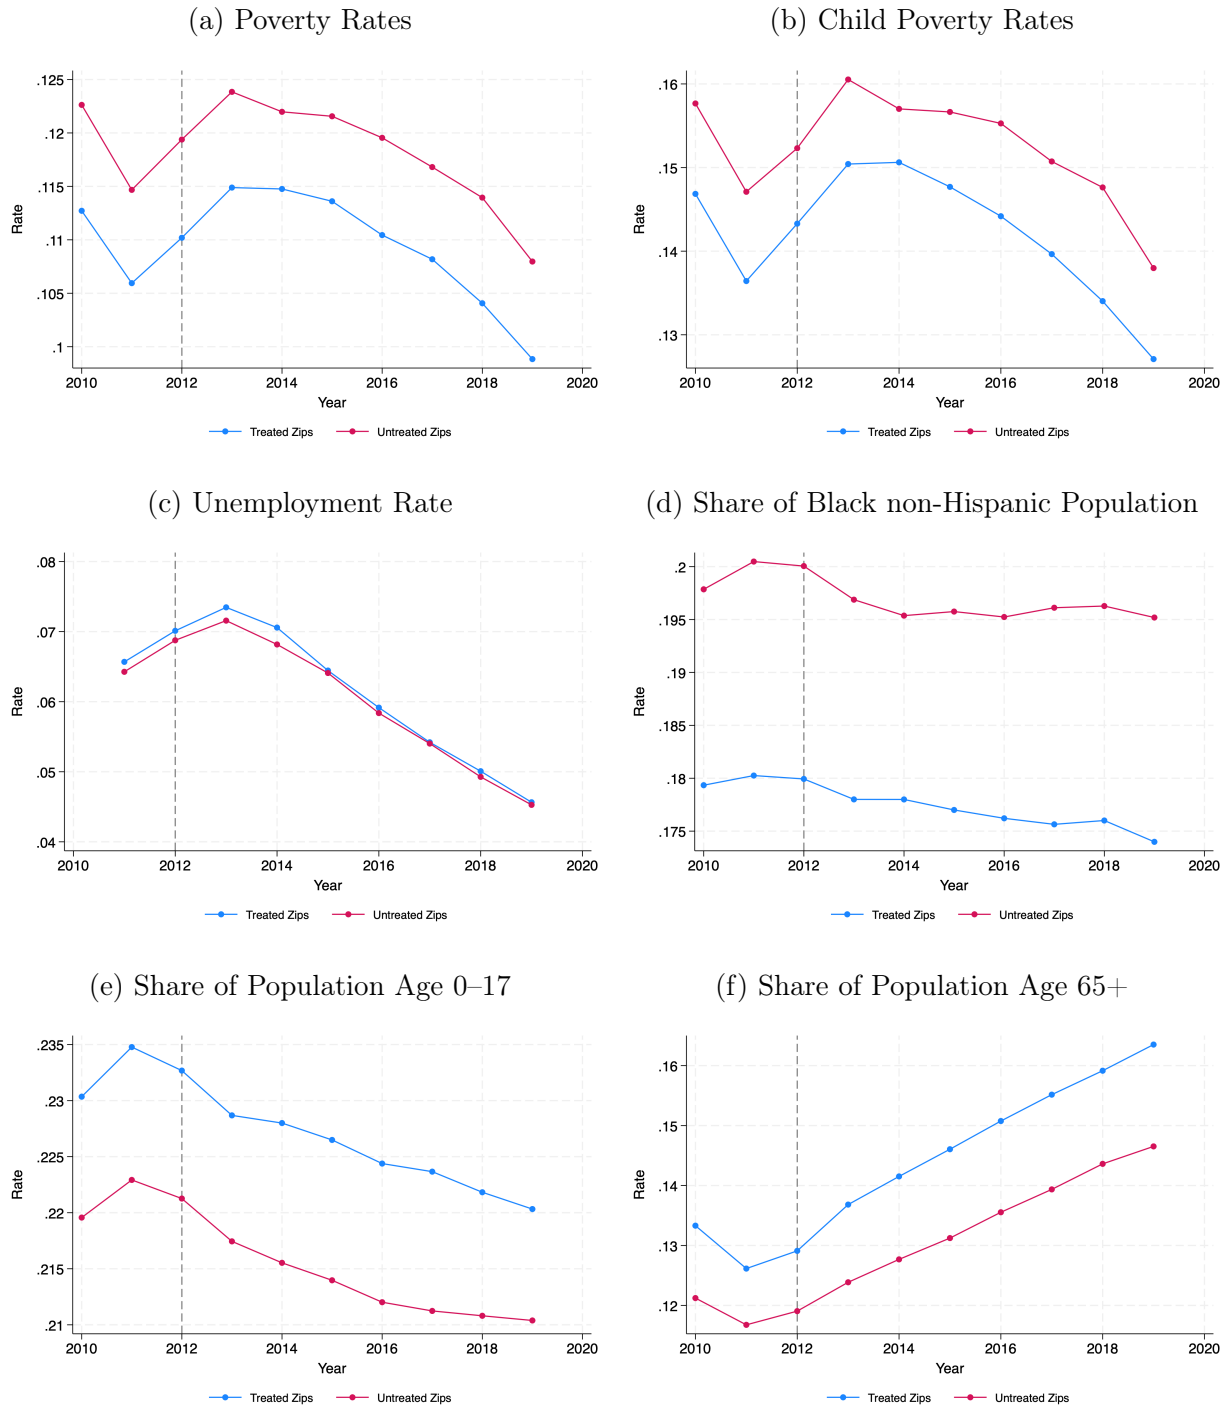 (a) Poverty Rates
.125
.12
.115
.11
.105
.1
Rate
2010 2012 2014 2016 2018 2020
Year
Treated Zips Untreated Zips
(b) Child Poverty Rates
.16
.15
.14
.13
Rate
2010 2012 2014 2016 2018 2020
Year
Treated Zips Untreated Zips
(c) Unemployment Rate
.08
.07
.06
.05
.04
Rate
2010 2012 2014 2016 2018 2020
Year
Treated Zips Untreated Zips
(d) Share of Black non-Hispanic Population
.2
.195
.19
.185
.18
.175
Rate
2010 2012 2014 2016 2018 2020
Year
Treated Zips Untreated Zips
(e) Share of Population Age 0–17
.235
.23
.225
.22
.215
.21
Rate
2010 2012 2014 2016 2018 2020
Year
Treated Zips Untreated Zips
(f) Share of Population Age 65+
.16
.15
.14
.13
.12
Rate
2010 2012 2014 2016 2018 2020
Year
Treated Zips Untreated Zips